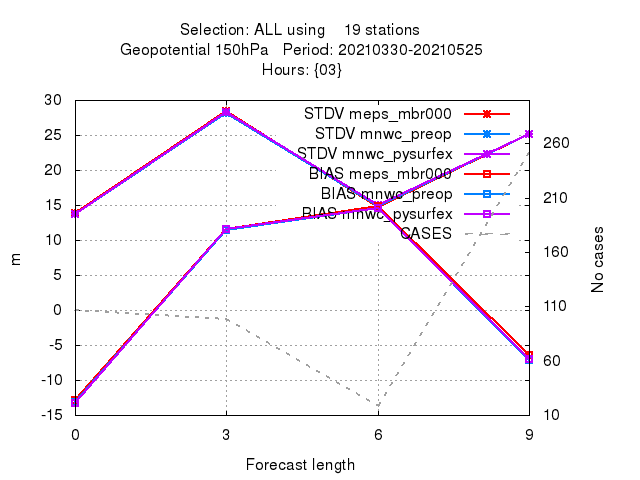 Selection: ALL using 19 stations
Geopotential 150hPa Period: 20210330-20210525
Hours: {03}
STDV meps_mbr000
STDV mnwc_preop
STDV mnwc_pysurfex
BIAS meps_mbr000
BIAS mnwc_preop
BIAS mnwc_pysurfex
CASES
30
25
20
15
10
5
0
-5
-10
-15
m
260
210
160
110
60
10
No cases
0 3 6 9
Forecast length